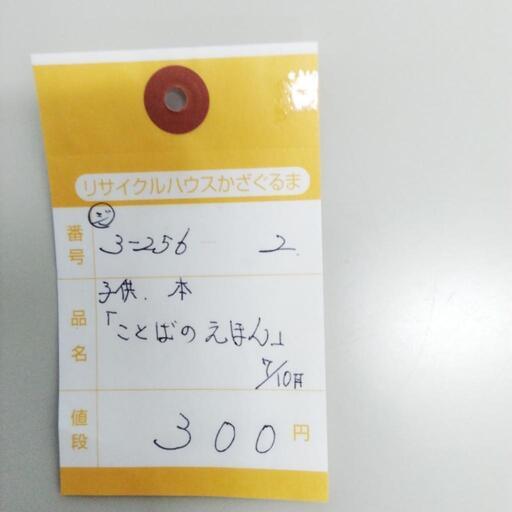 リサイクルハウスかざぐるま
番号 3-256 2.
品名 子供. 本
「ことばのえほん」
7/10月
値段 300円